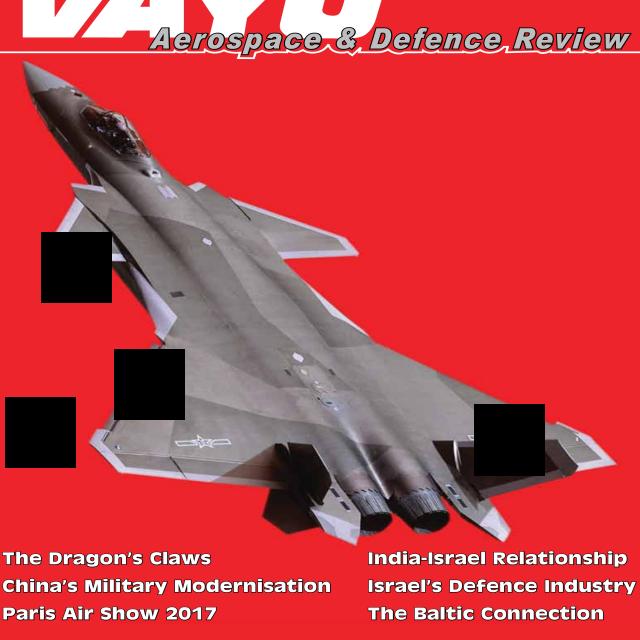 VAYU
Aerospace & Defence Review
The Dragon's Claws
China's Military Modernisation
Paris Air Show 2017
India-Israel Relationship
Israel's Defence Industry
The Baltic Connection